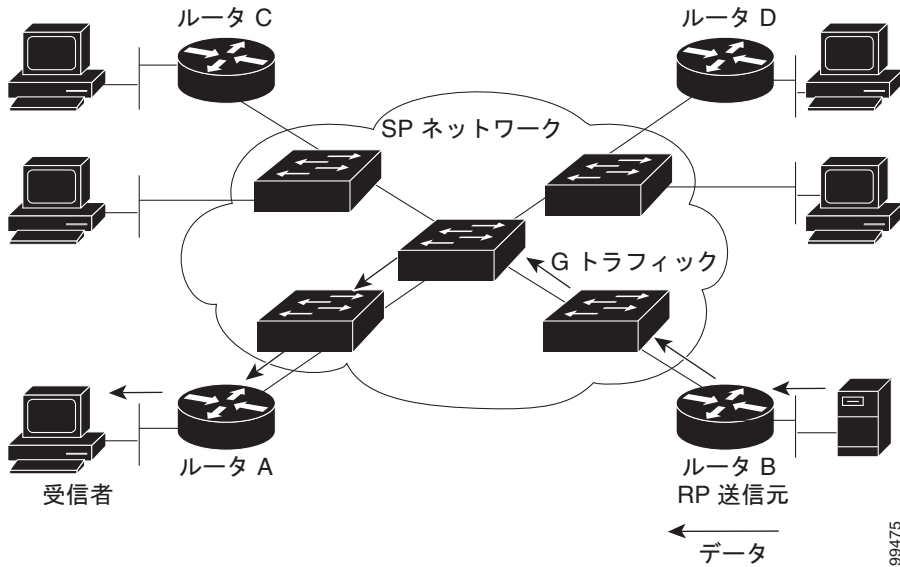 ルータ C
ルータ D
SP ネットワーク
G トラフィック
ルータ A
受信者
ルータ B
RP 送信元
データ
99475